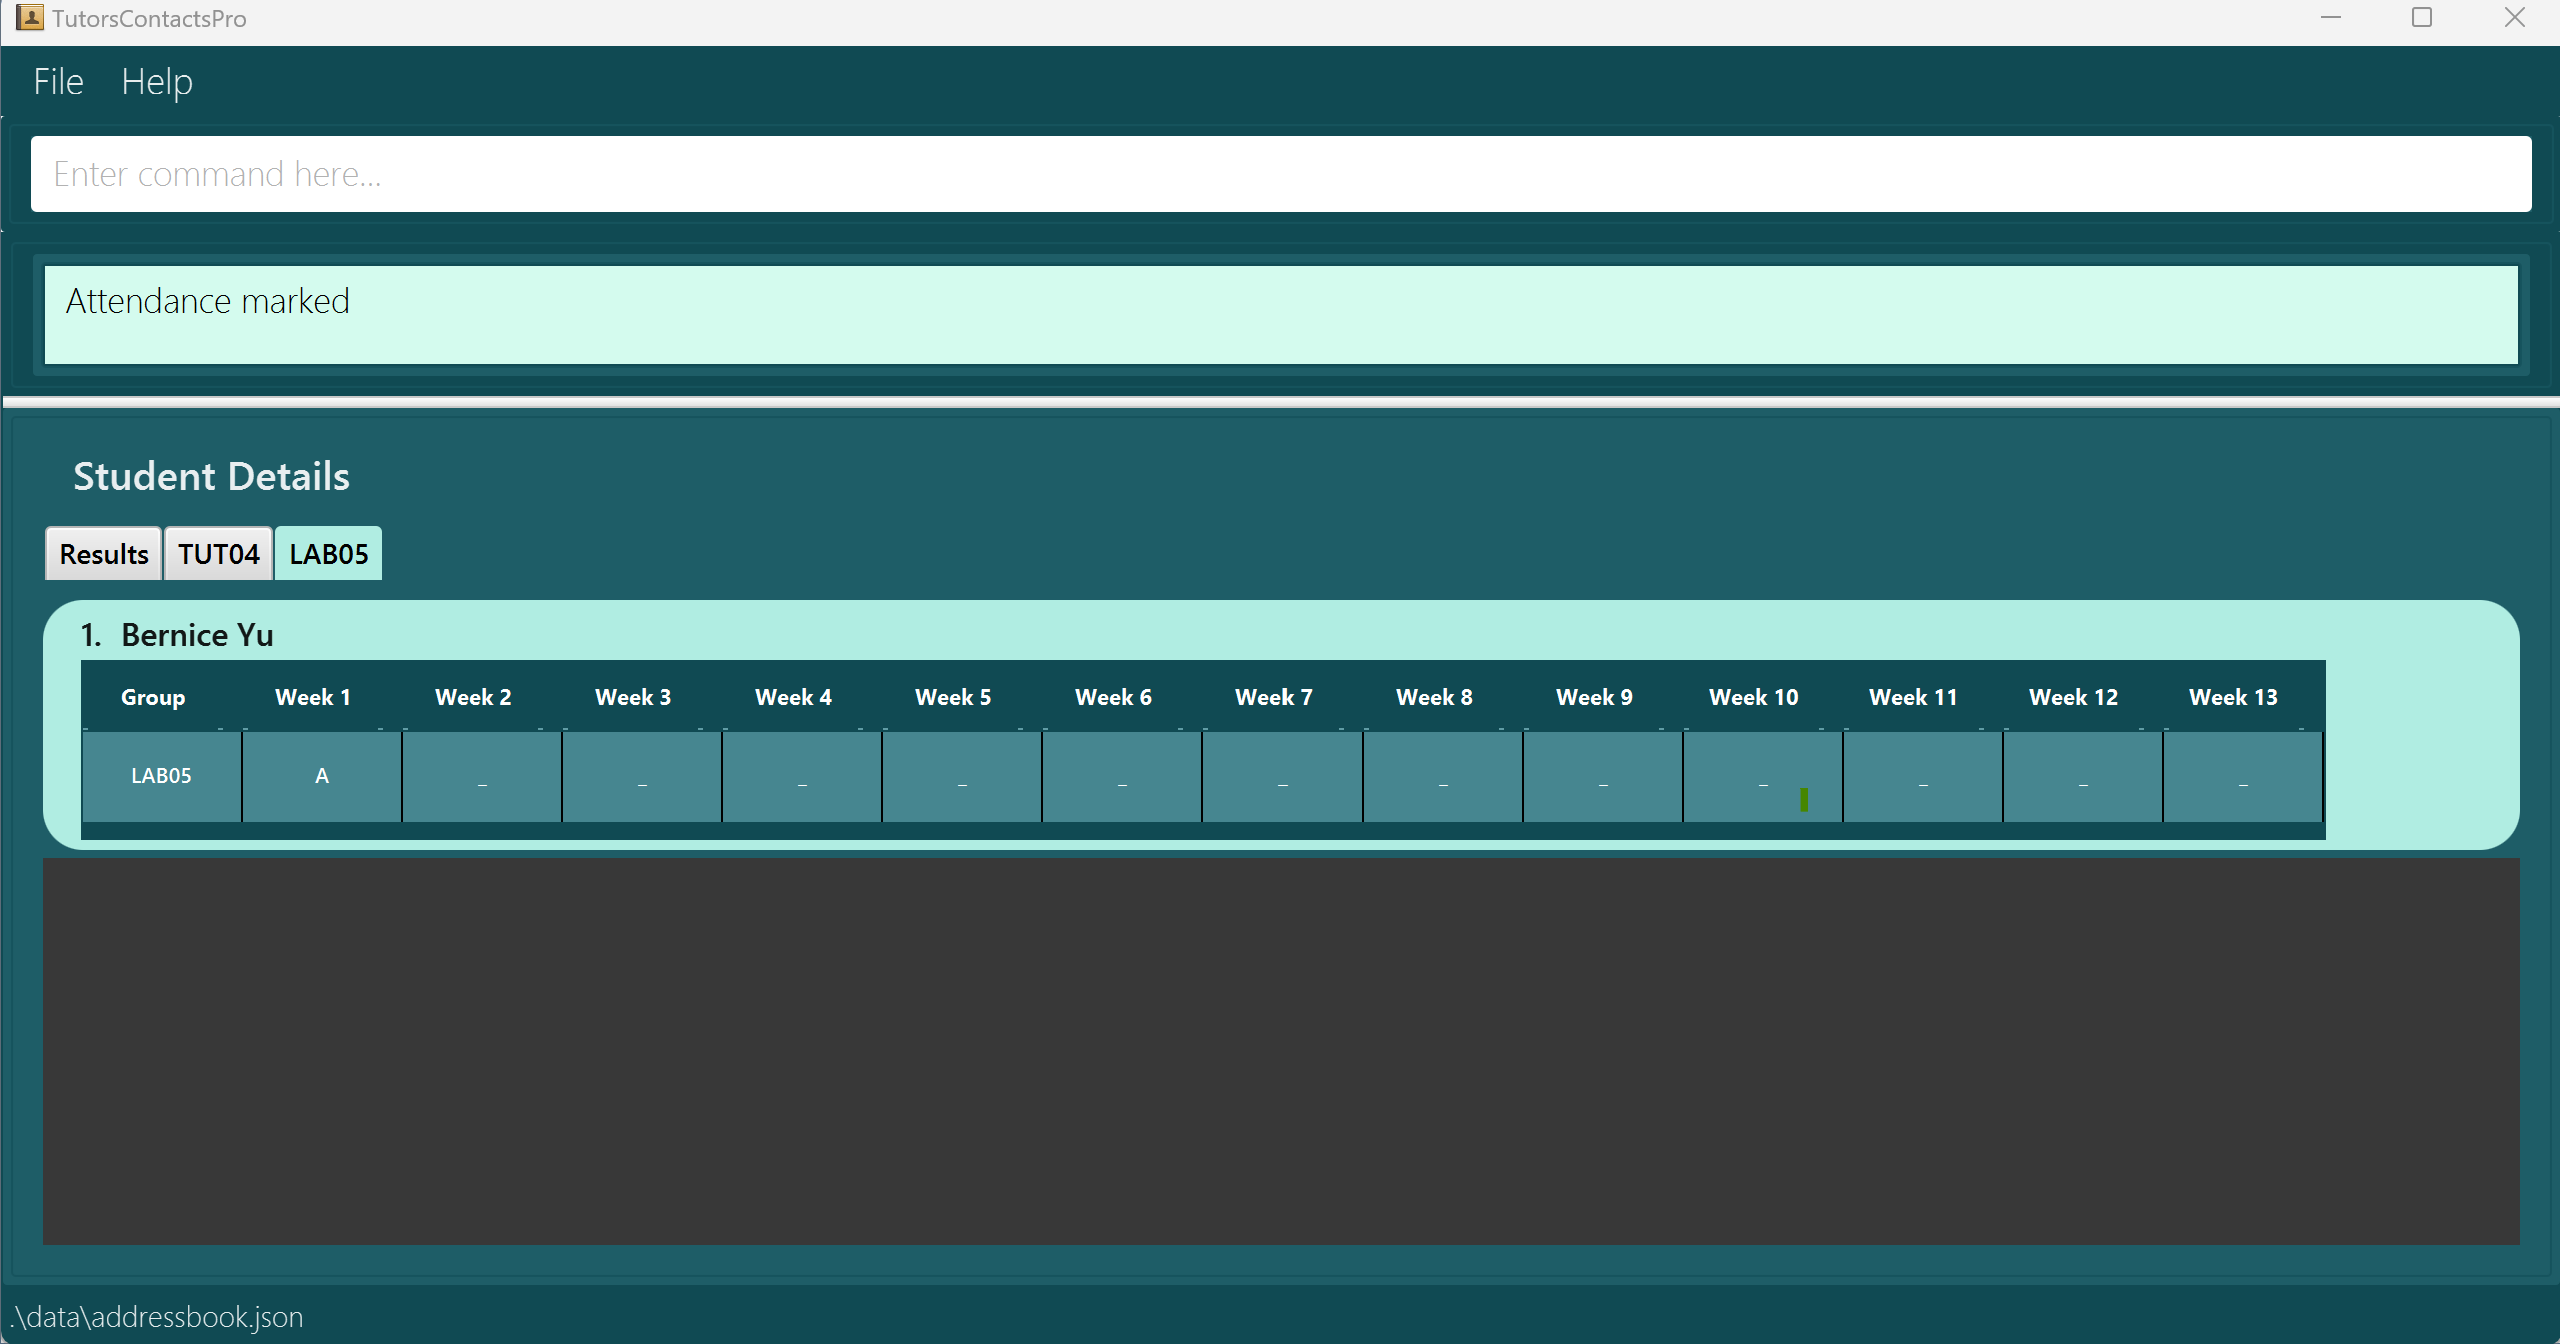 TutorsContactsPro
File Help
Enter command here...
Attendance marked
Student Details
Results TUT04 LAB05
1. Bernice Yu
Group Week 1 Week 2 Week 3 Week 4 Week 5 Week 6 Week 7 Week 8 Week 9 Week 10 Week 11 Week 12 Week 13
LAB05 A _ _ _ _ _ _ _ _ _ _ _ _
.\data\addressbook.json